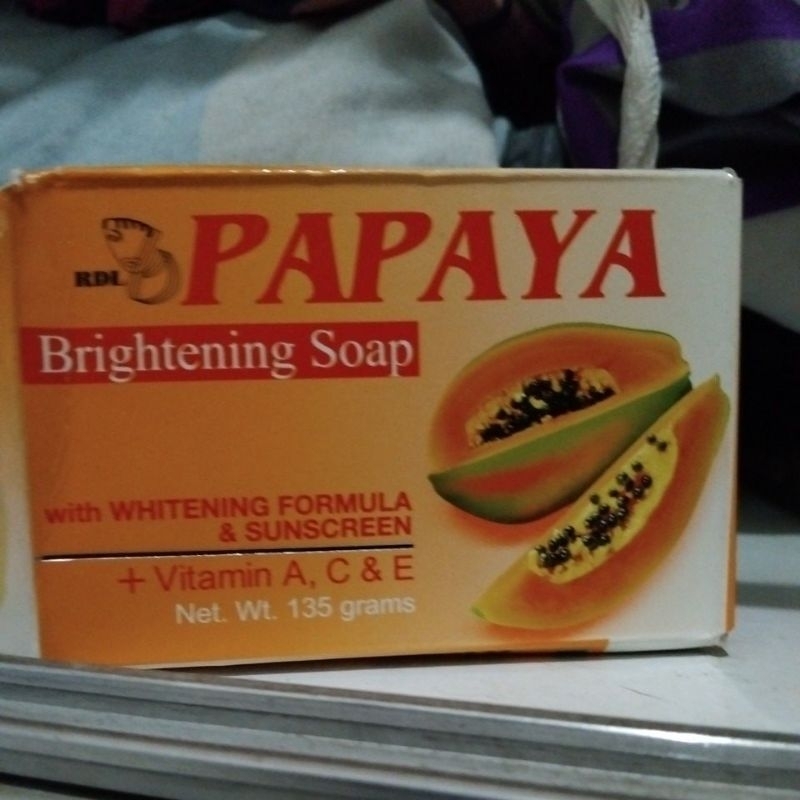 RDL PAPAYA
Brightening Soap
with WHITENING FORMULA
& SUNSCREEN
+ Vitamin A, C & E
Net. Wt. 135 grams